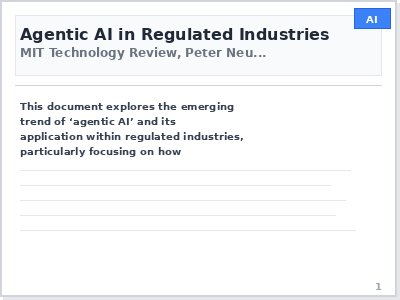 AI
Agentic AI in Regulated Industries
MIT Technology Review, Peter Neu...
This document explores the emerging
trend of ‘agentic AI’ and its
application within regulated industries,
particularly focusing on how
1